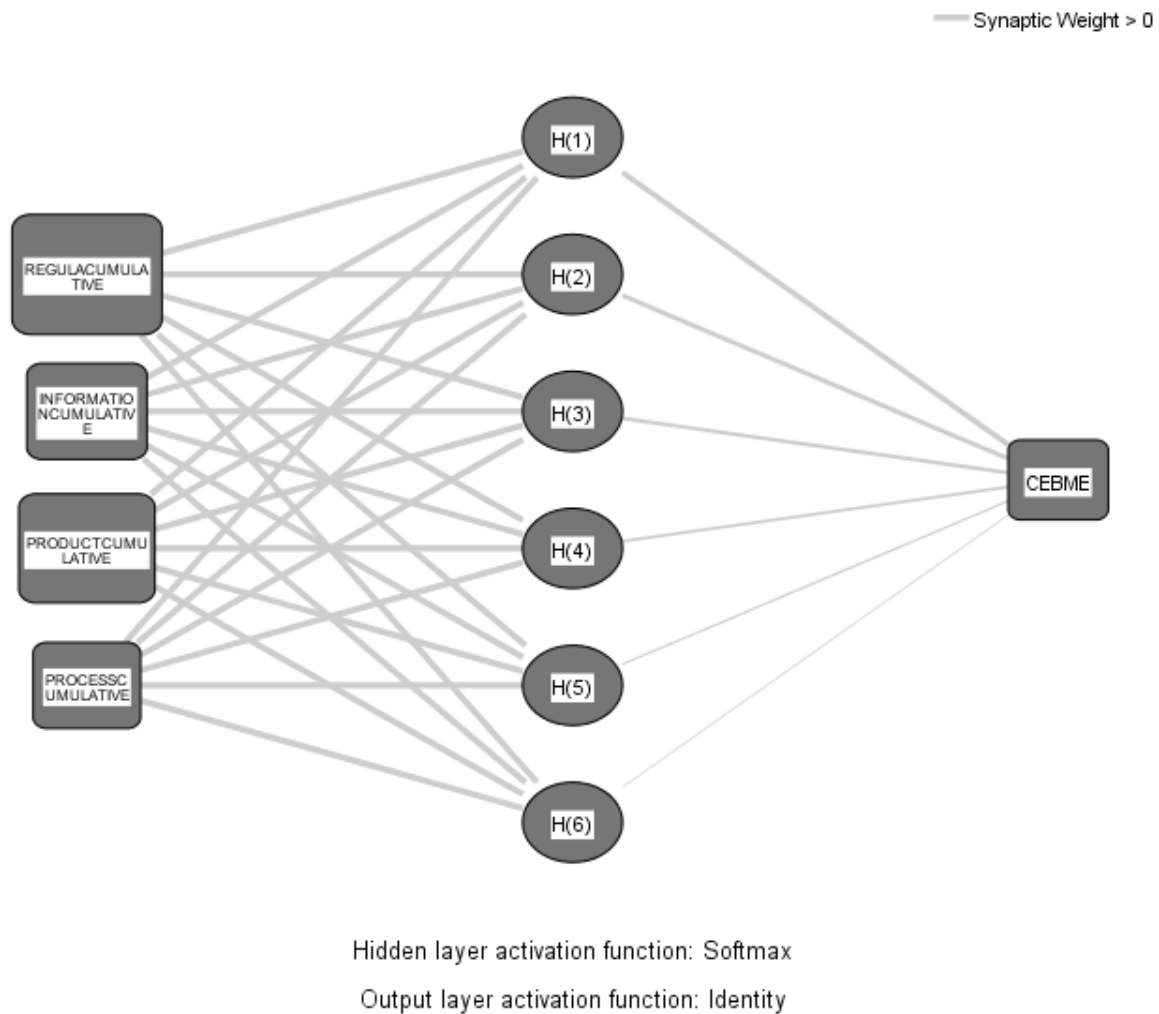 Synaptic Weight > 0
H(1)
REGULACUMULA
TIVE
H(2)
INFORMATIO
NCUMULATIV
E
H(3)
CEBME
PRODUCTCUMU
LATIVE
H(4)
PROCESSC
UMULATIVE
H(5)
H(6)
Hidden layer activation function: Softmax
Output layer activation function: Identity